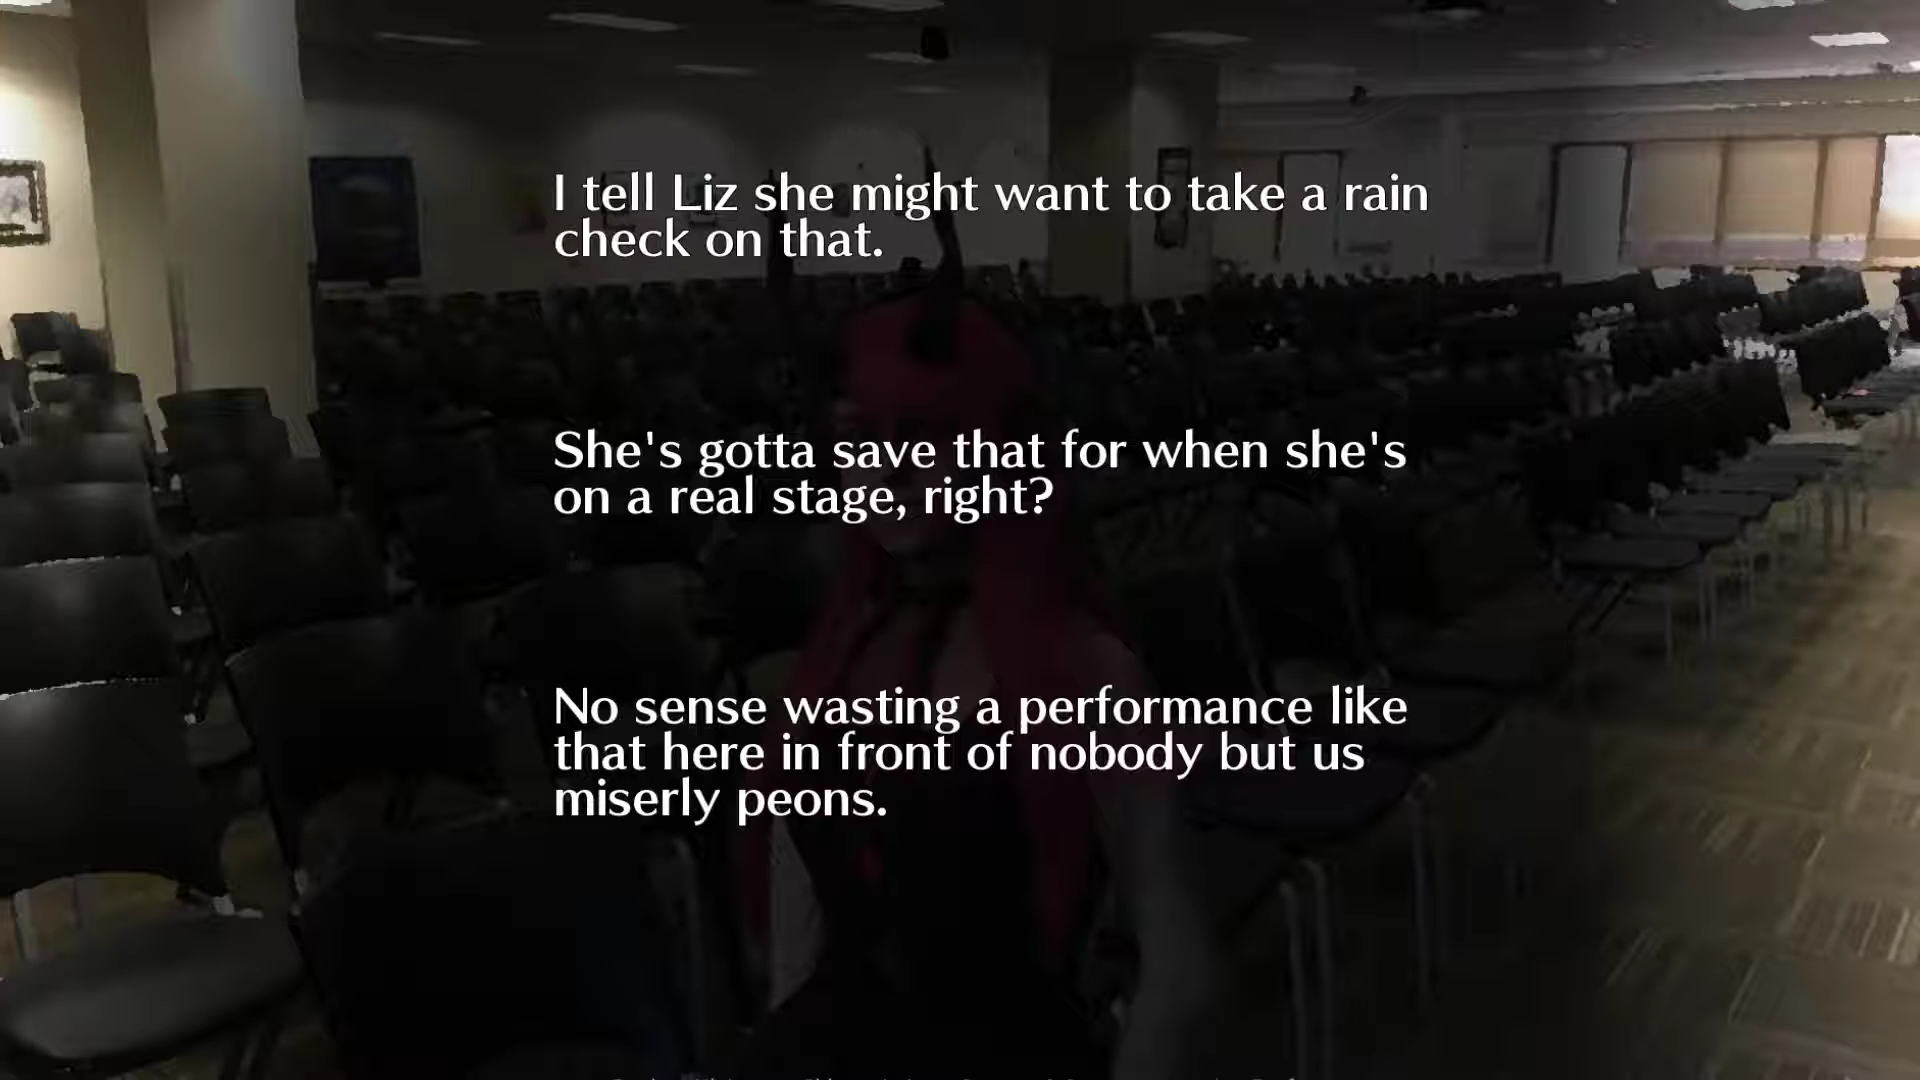 I tell Liz she might want to take a rain
check on that.
She's gotta save that for when she's
on a real stage, right?
No sense wasting a performance like
that here in front of nobody but us
miserly peons.